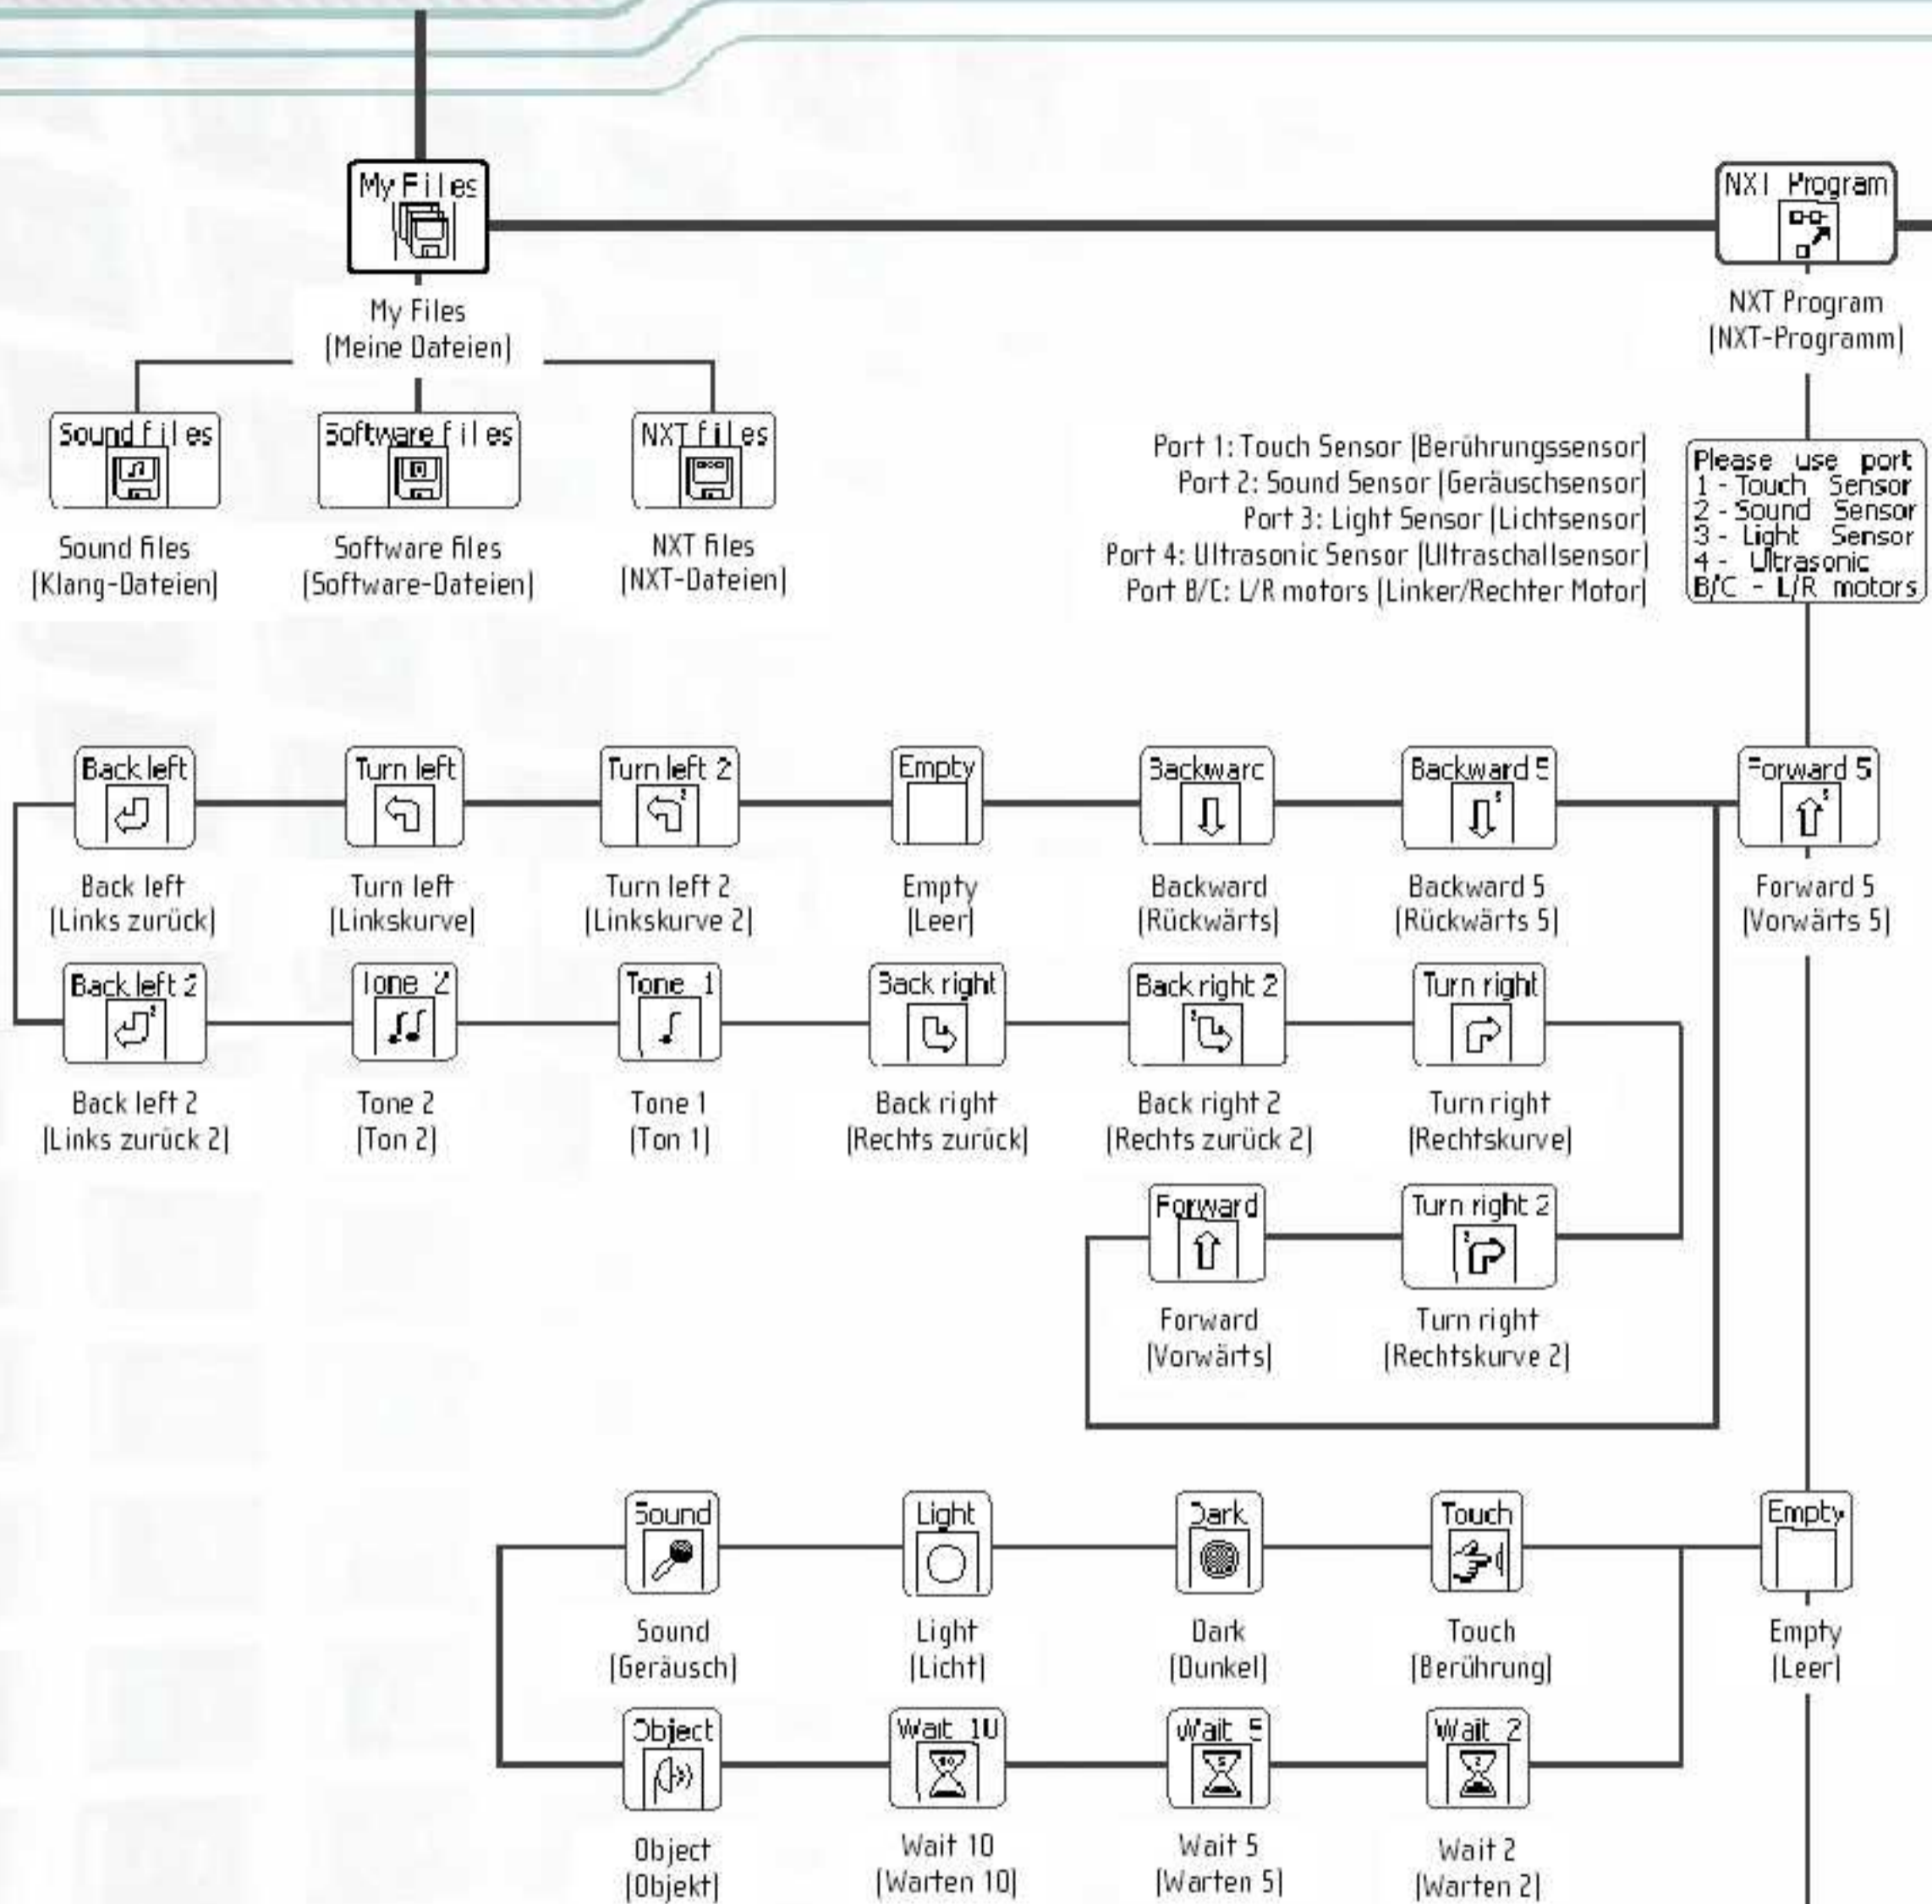 My Files
NXT Program
My Files
(Meine Dateien)
NXT Program
(NXT-Programm)
Sound files
Software files
NXT files
Sound files
(Klang-Dateien)
Software files
(Software-Dateien)
NXT files
(NXT-Dateien)
Port 1: Touch Sensor (Berührungssensor)
Port 2: Sound Sensor (Geräuschsensor)
Port 3: Light Sensor (Lichtsensor)
Port 4: Ultrasonic Sensor (Ultraschallsensor)
Port B/C: L/R motors (Linker/Rechter Motor)
Please use port
1 - Touch Sensor
2 - Sound Sensor
3 - Light Sensor
4 - Ultrasonic
B/C - L/R motors
Back left
Turn left
Turn left 2
Empty
Backward
Backward 5
Forward 5
Back left
(Links zurück)
Turn left
(Linkskurve)
Turn left 2
(Linkskurve 2)
Empty
(Leer)
Backward
(Rückwärts)
Backward 5
(Rückwärts 5)
Forward 5
(Vorwärts 5)
Back left 2
Tone 2
Tone 1
Back right
Back right 2
Turn right
Back left 2
(Links zurück 2)
Tone 2
(Ton 2)
Tone 1
(Ton 1)
Back right
(Rechts zurück)
Back right 2
(Rechts zurück 2)
Turn right
(Rechtskurve)
Forward
Turn right 2
Forward
(Vorwärts)
Turn right
(Rechtskurve 2)
Sound
Light
Dark
Touch
Empty
Sound
(Geräusch)
Light
(Licht)
Dark
(Dunkel)
Touch
(Berührung)
Empty
(Leer)
Object
Wait 10
Wait 5
Wait 2
Object
(Objekt)
Wait 10
(Warten 10)
Wait 5
(Warten 5)
Wait 2
(Warten 2)